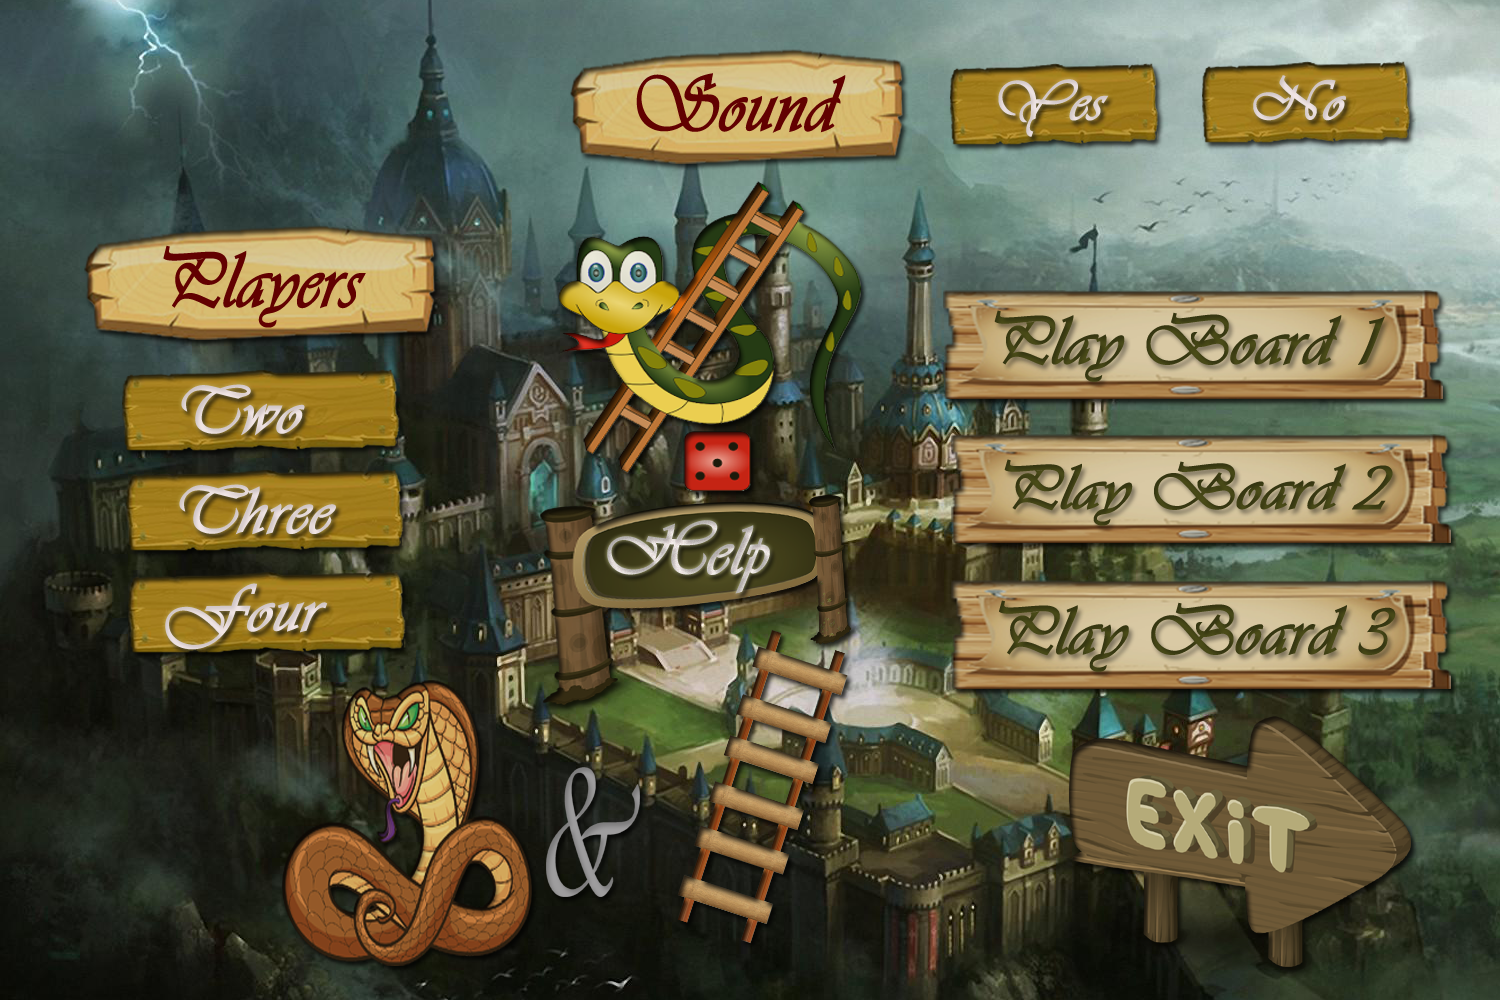 Sound
Yes
No
Players
Two
Three
Four
Help
Play Board 1
Play Board 2
Play Board 3
&
EXiT